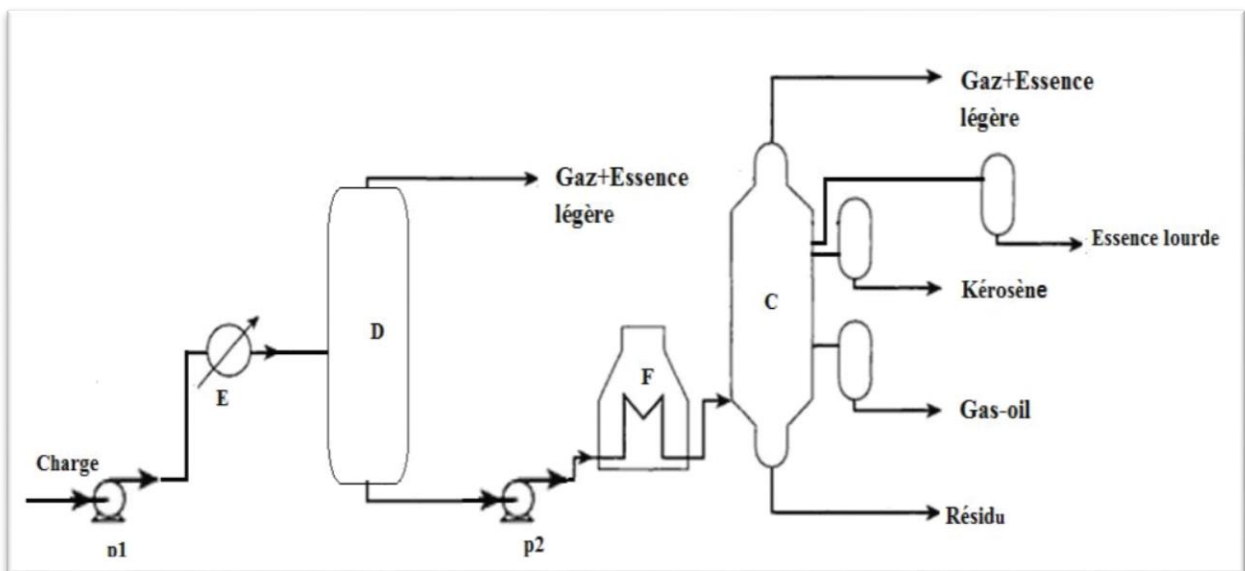 Gaz+Essence
légère
Gaz+Essence
légère
Essence lourde
Kérosène
C
D
F
E
Gas-oil
Charge
Résidu
p1
p2